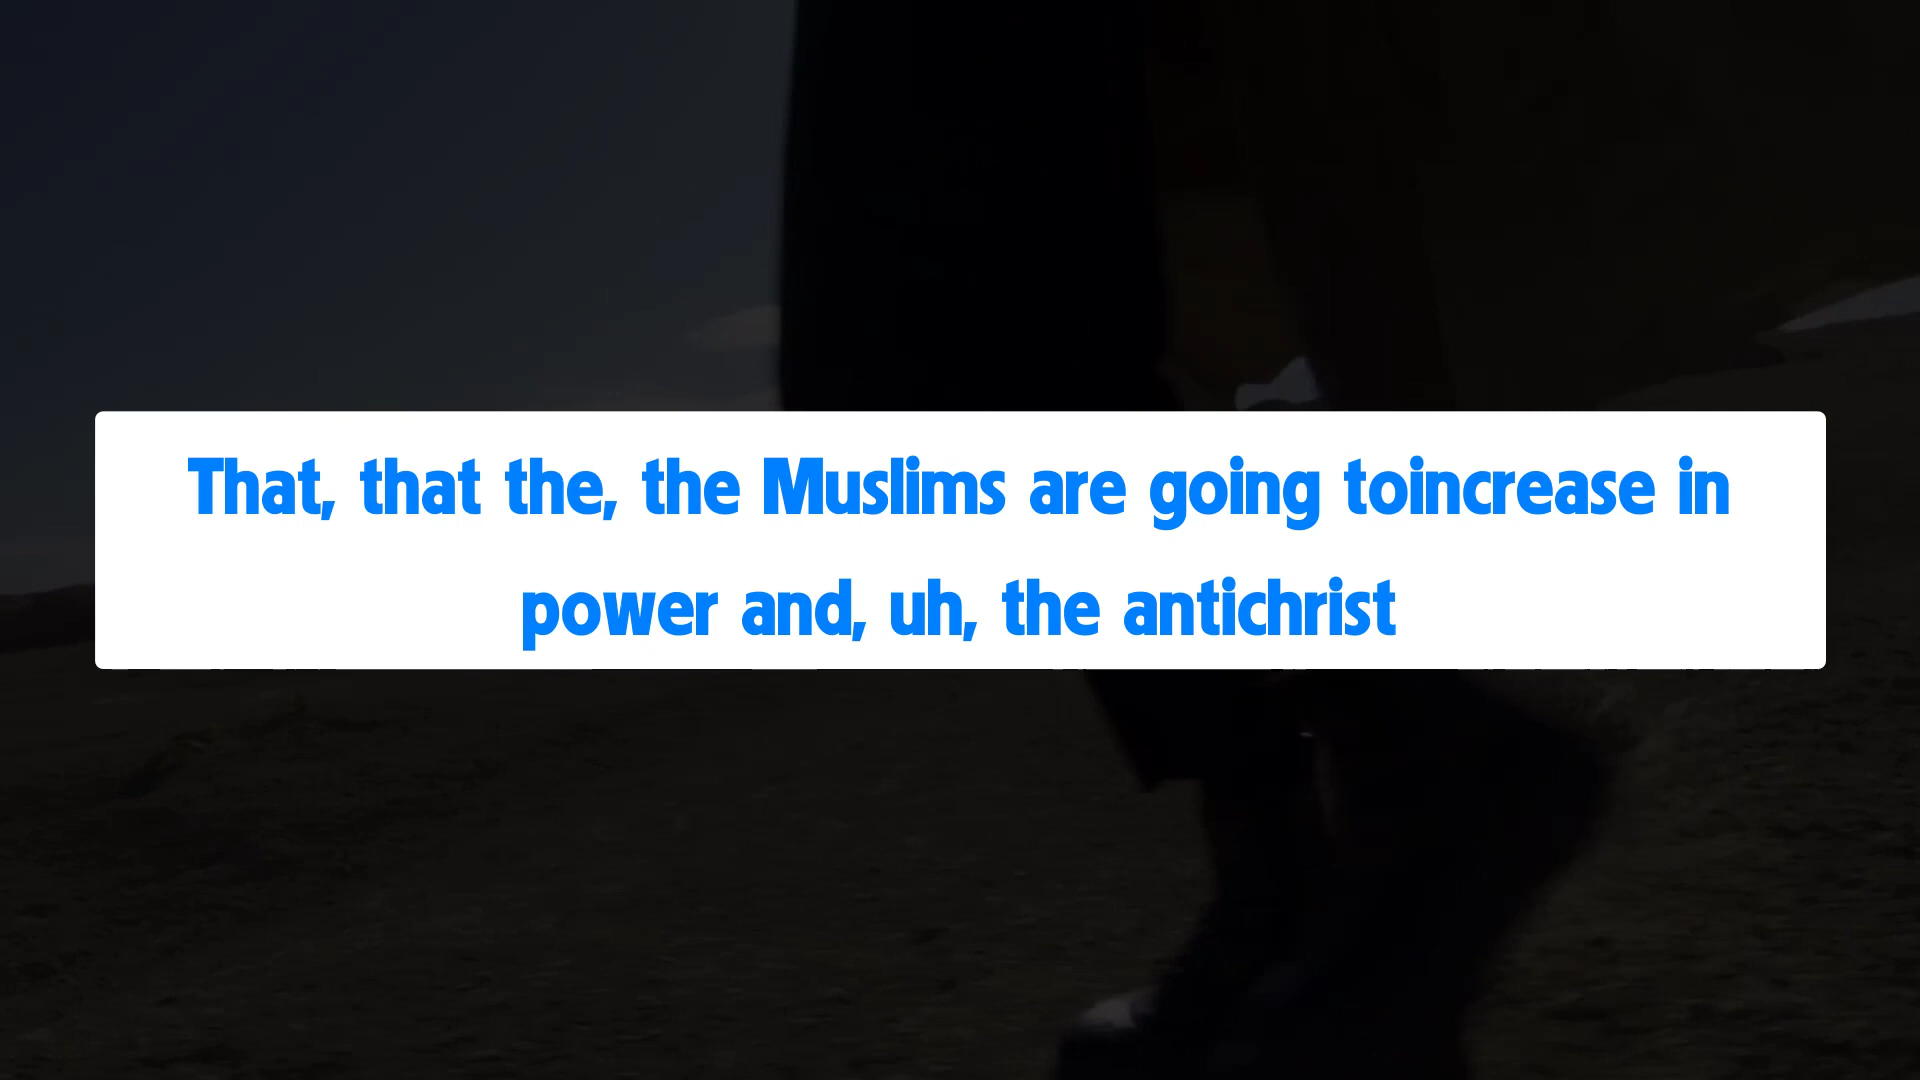 That, that the, the Muslims are going toincrease in
power and, uh, the antichrist